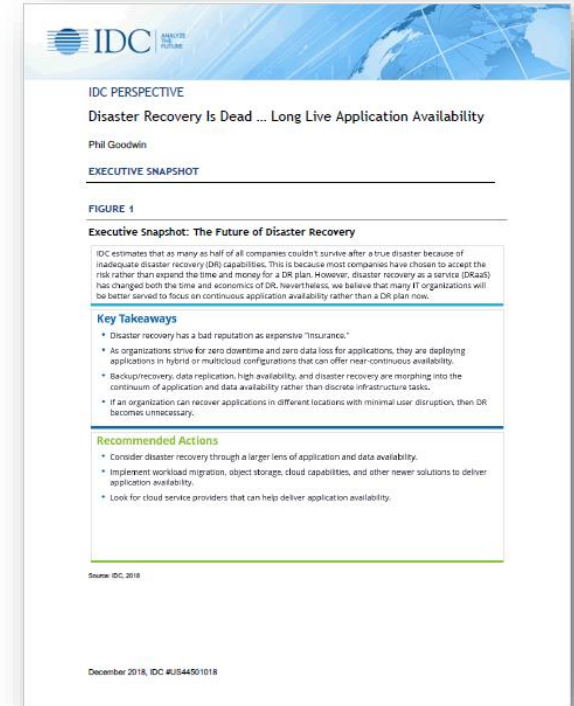 IDC
ANALYZE
THE
FUTURE
IDC PERSPECTIVE
Disaster Recovery Is Dead ... Long Live Application Availability
Phil Goodwin
EXECUTIVE SNAPSHOT
FIGURE 1
Executive Snapshot: The Future of Disaster Recovery
IDC estimates that as many as half of all companies couldn't survive after a true disaster because of
inadequate disaster recovery (DR) capabilities. This is because most companies have chosen to accept the
risk rather than expend the time and money for a DR plan. However, disaster recovery as a service (DRaaS)
has changed both the time and economics of DR. Nevertheless, we believe that many IT organizations will
be better served to focus on continuous application availability rather than a DR plan now.
Key Takeaways
• Disaster recovery has a bad reputation as expensive "insurance."
• As organizations strive for zero downtime and zero data loss for applications, they are deploying
applications in hybrid or multicloud configurations that can offer near-continuous availability.
• Backup/recovery, data replication, high availability, and disaster recovery are morphing into the
continuum of application and data availability rather than discrete infrastructure tasks.
• If an organization can recover applications in different locations with minimal user disruption, then DR
becomes unnecessary.
Recommended Actions
• Consider disaster recovery through a larger lens of application and data availability.
• Implement workload migration, object storage, cloud capabilities, and other newer solutions to deliver
application availability.
• Look for cloud service providers that can help deliver application availability.
Source: IDC, 2018
December 2018, IDC #US44501018